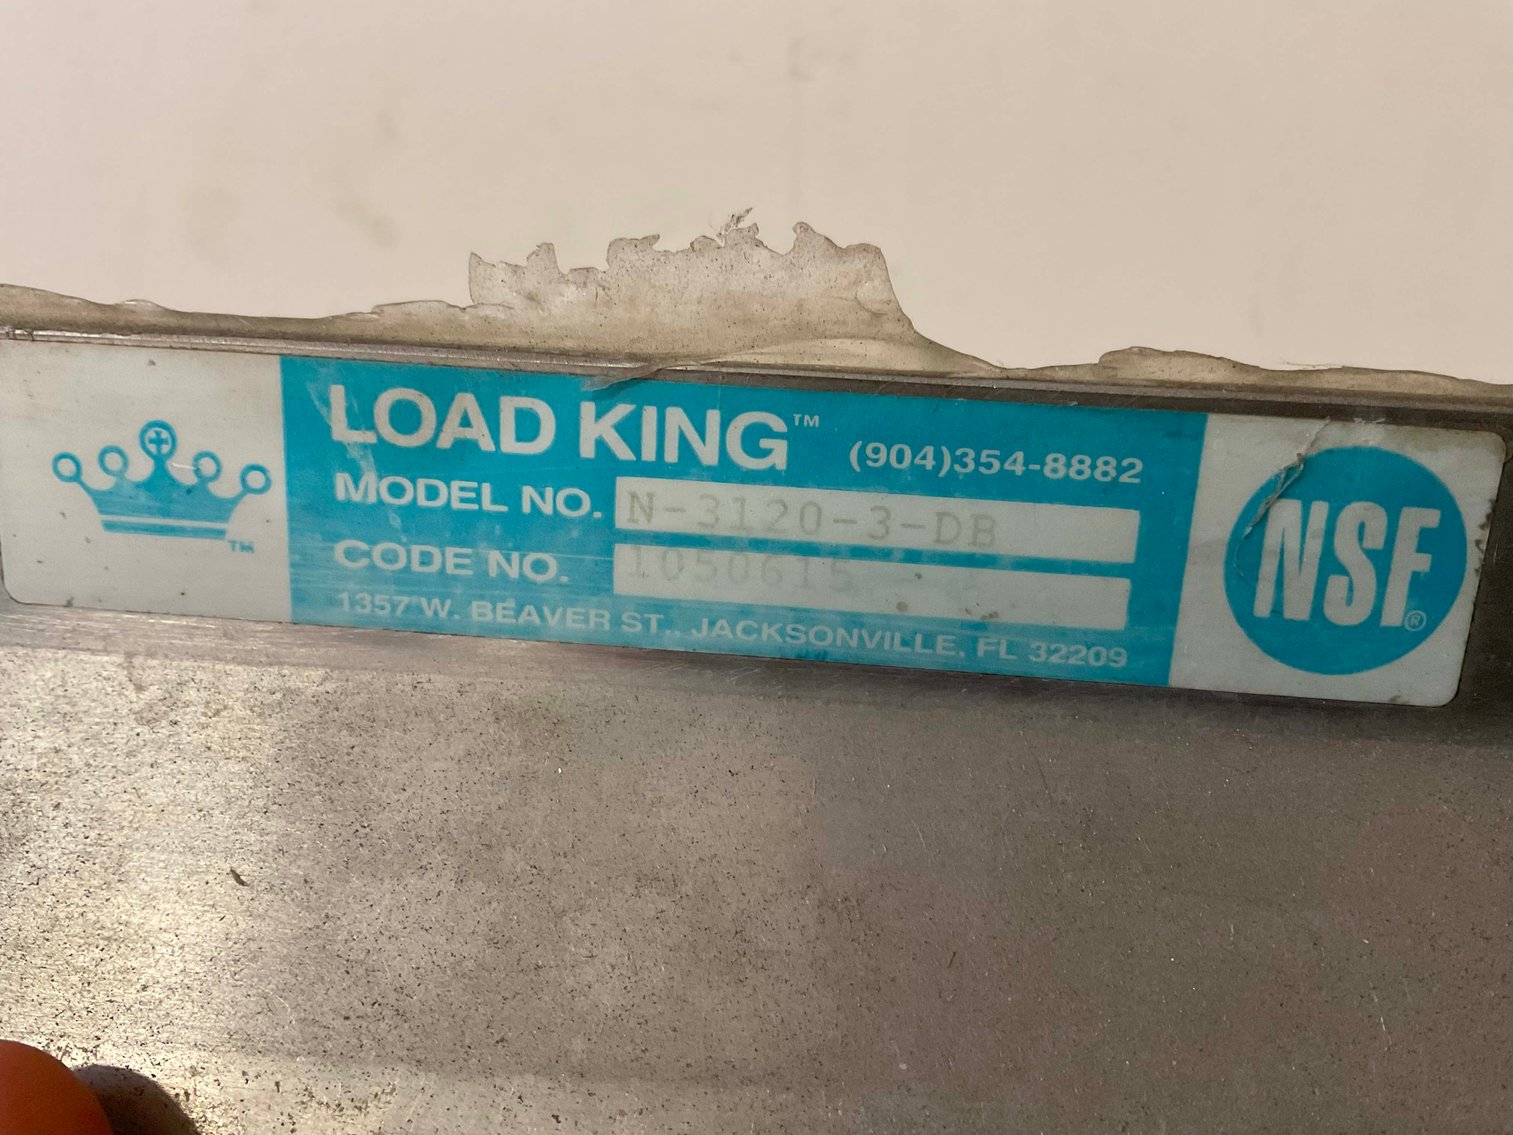 LOAD KING™ (904)354-8882
MODEL NO. N-3120-3-DB
CODE NO. 1050615
1357 W. BEAVER ST., JACKSONVILLE, FL 32209
TM
NSF®